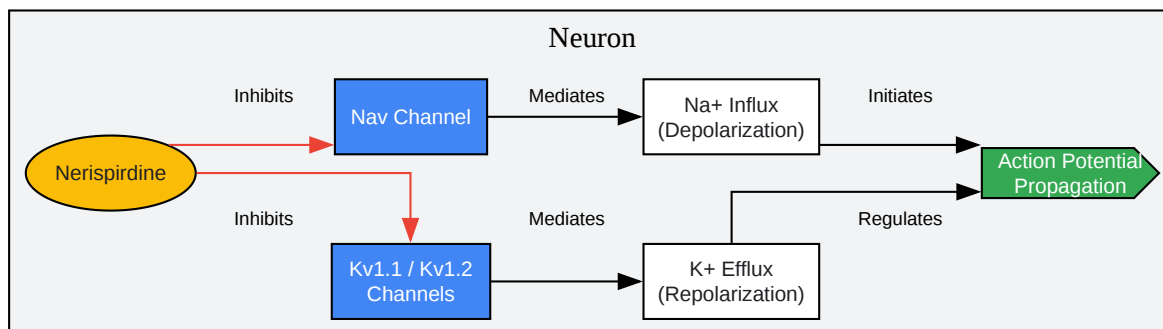 Neuron
Inhibits
Mediates
Initiates
Nav Channel
Na+ Influx
(Depolarization)
Nerispirdine
Action Potential
Propagation
Inhibits
Mediates
Regulates
Kv1.1 / Kv1.2
Channels
K+ Efflux
(Repolarization)